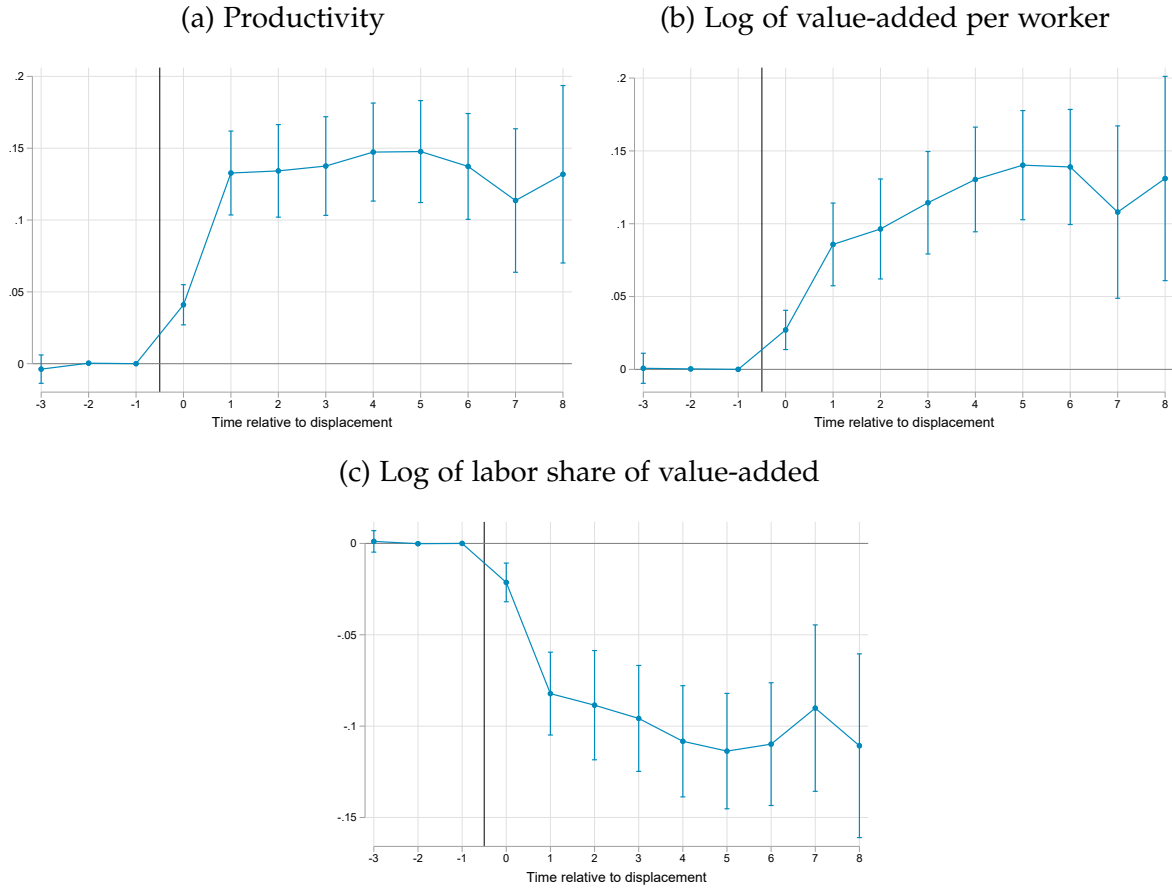 (a) Productivity
.2
.15
.1
.05
0
-3 -2 -1 0 1 2 3 4 5 6 7 8
Time relative to displacement
(b) Log of value-added per worker
.2
.15
.1
.05
0
-3 -2 -1 0 1 2 3 4 5 6 7 8
Time relative to displacement
(c) Log of labor share of value-added
0
-.05
-.1
-.15
-3 -2 -1 0 1 2 3 4 5 6 7 8
Time relative to displacement